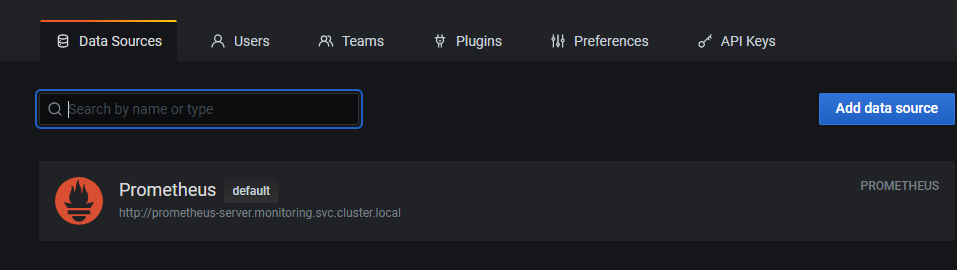 Data Sources Users Teams Plugins Preferences API Keys
Search by name or type
Add data source
Prometheus default
PROMETHEUS
http://prometheus-server.monitoring.svc.cluster.local